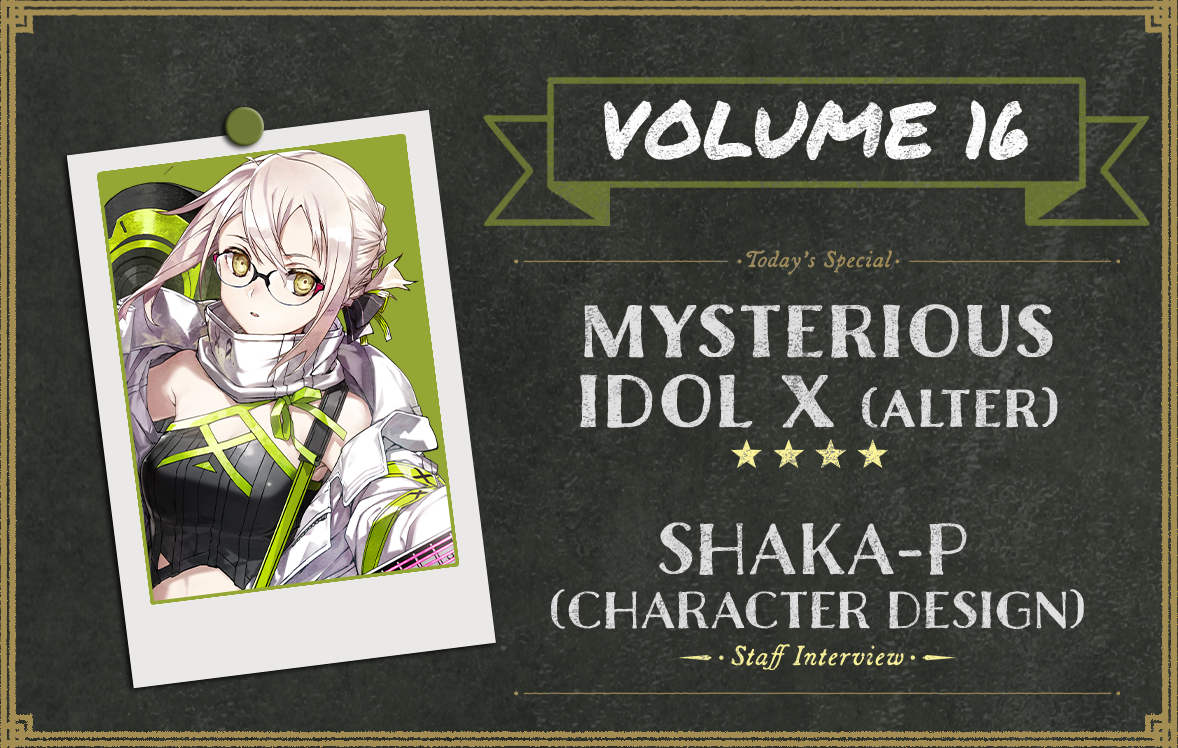 VOLUME 16
Today's Special
MYSTERIOUS
IDOL X (ALTER)
SHAKA-P
(CHARACTER DESIGN)
Staff Interview